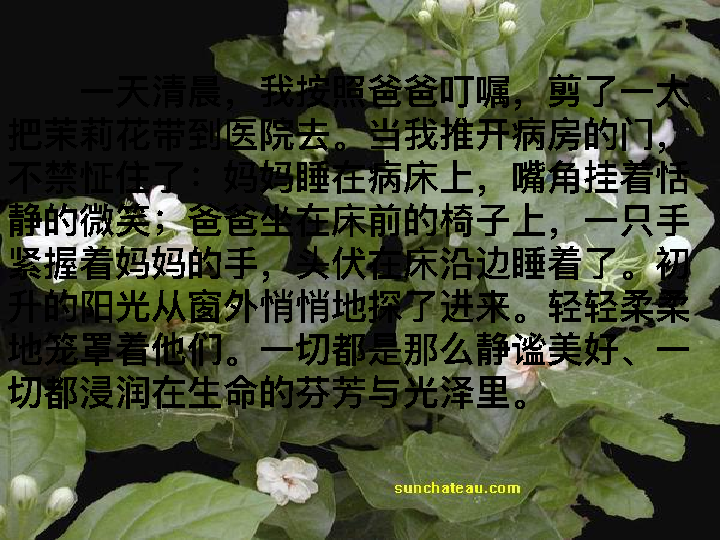 一天清晨，我按照爸爸叮嘱，剪了一大
把茉莉花带到医院去。当我推开病房的门，
不禁怔住了：妈妈睡在病床上，嘴角挂着恬
静的微笑；爸爸坐在床前的椅子上，一只手
紧握着妈妈的手，头伏在床沿边睡着了。初
升的阳光从窗外悄悄地探了进来。轻轻柔柔
地笼罩着他们。一切都是那么静谧美好、一
切都浸润在生命的芬芳与光泽里。
sunchateau.com